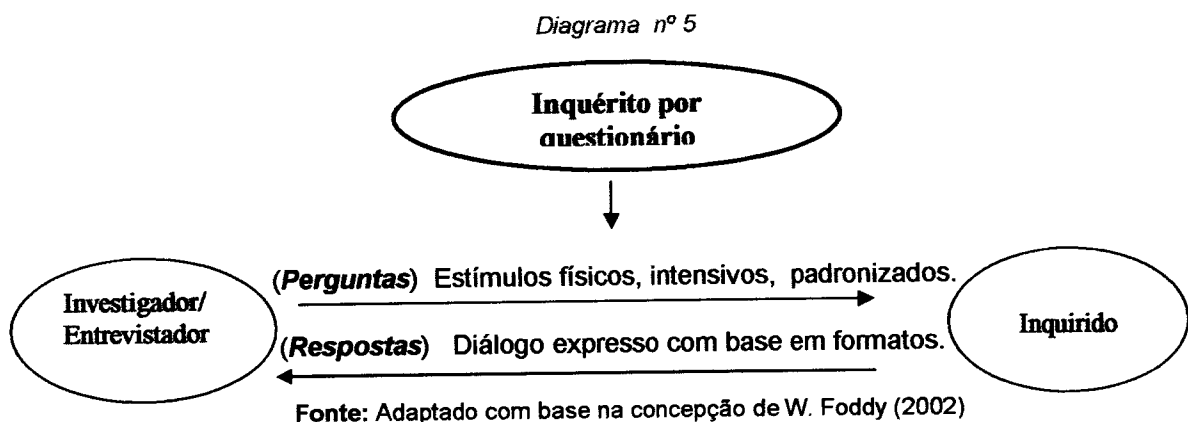 Diagrama nº 5
Inquérito por
questionário
(Perguntas) Estímulos físicos, intensivos, padronizados.
Investigador/
Entrevistador
Inquirido
(Respostas) Diálogo expresso com base em formatos.
Fonte: Adaptado com base na concepção de W. Foddy (2002)